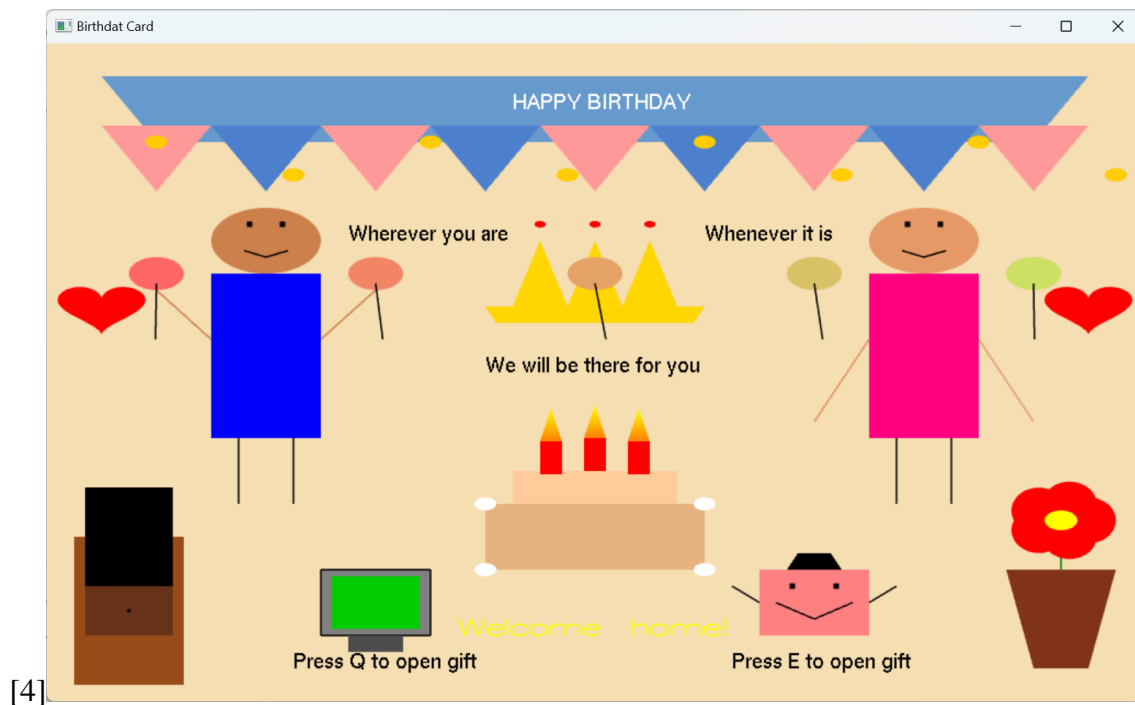 Birthdat Card
HAPPY BIRTHDAY
Wherever you are
Whenever it is
We will be there for you
Welcome home!
Press Q to open gift
Press E to open gift
[4]